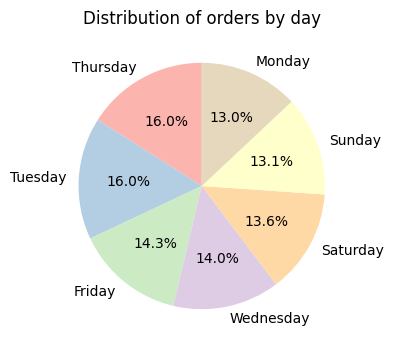 Distribution of orders by day
Monday
Thursday
13.0%
16.0%
Sunday
13.1%
Tuesday
16.0%
13.6%
14.3%
Saturday
14.0%
Friday
Wednesday